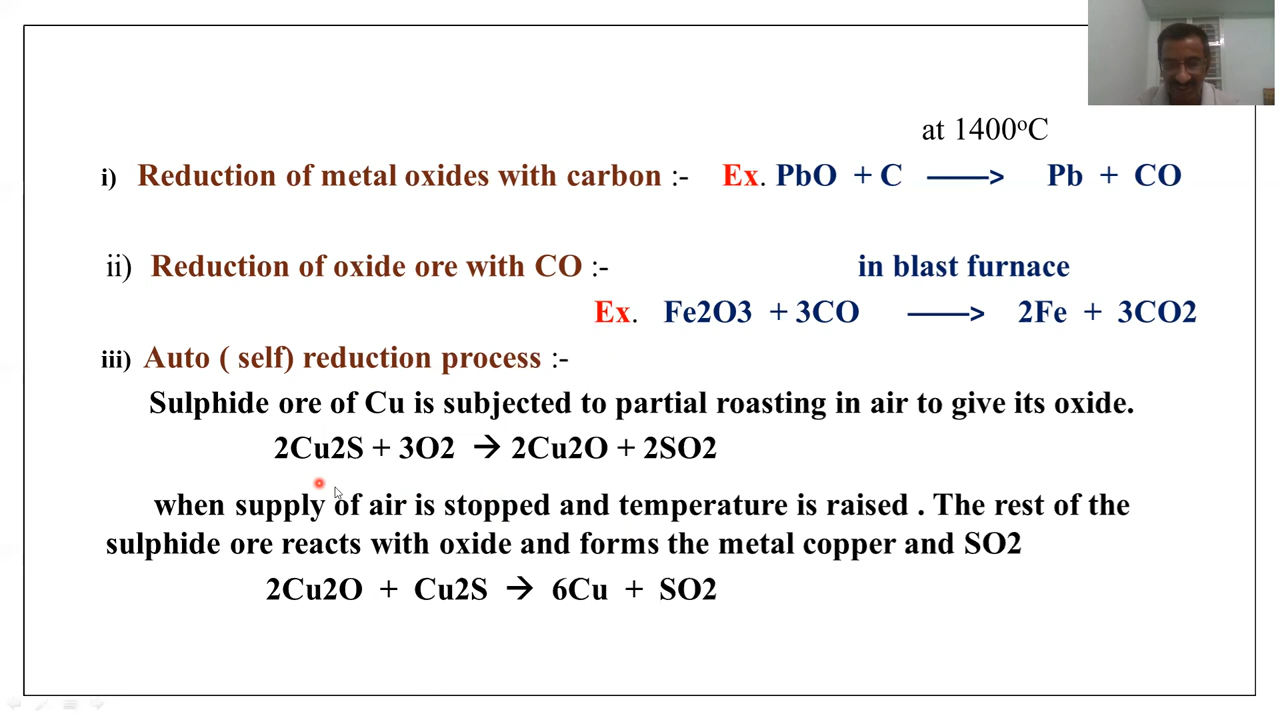 at 1400°C
i) Reduction of metal oxides with carbon :- Ex. PbO + C ——> Pb + CO
ii) Reduction of oxide ore with CO :- in blast furnace
Ex. Fe2O3 + 3CO ——> 2Fe + 3CO2
iii) Auto ( self) reduction process :-
Sulphide ore of Cu is subjected to partial roasting in air to give its oxide.
2Cu2S + 3O2 → 2Cu2O + 2SO2
when supply of air is stopped and temperature is raised . The rest of the
sulphide ore reacts with oxide and forms the metal copper and SO2
2Cu2O + Cu2S → 6Cu + SO2